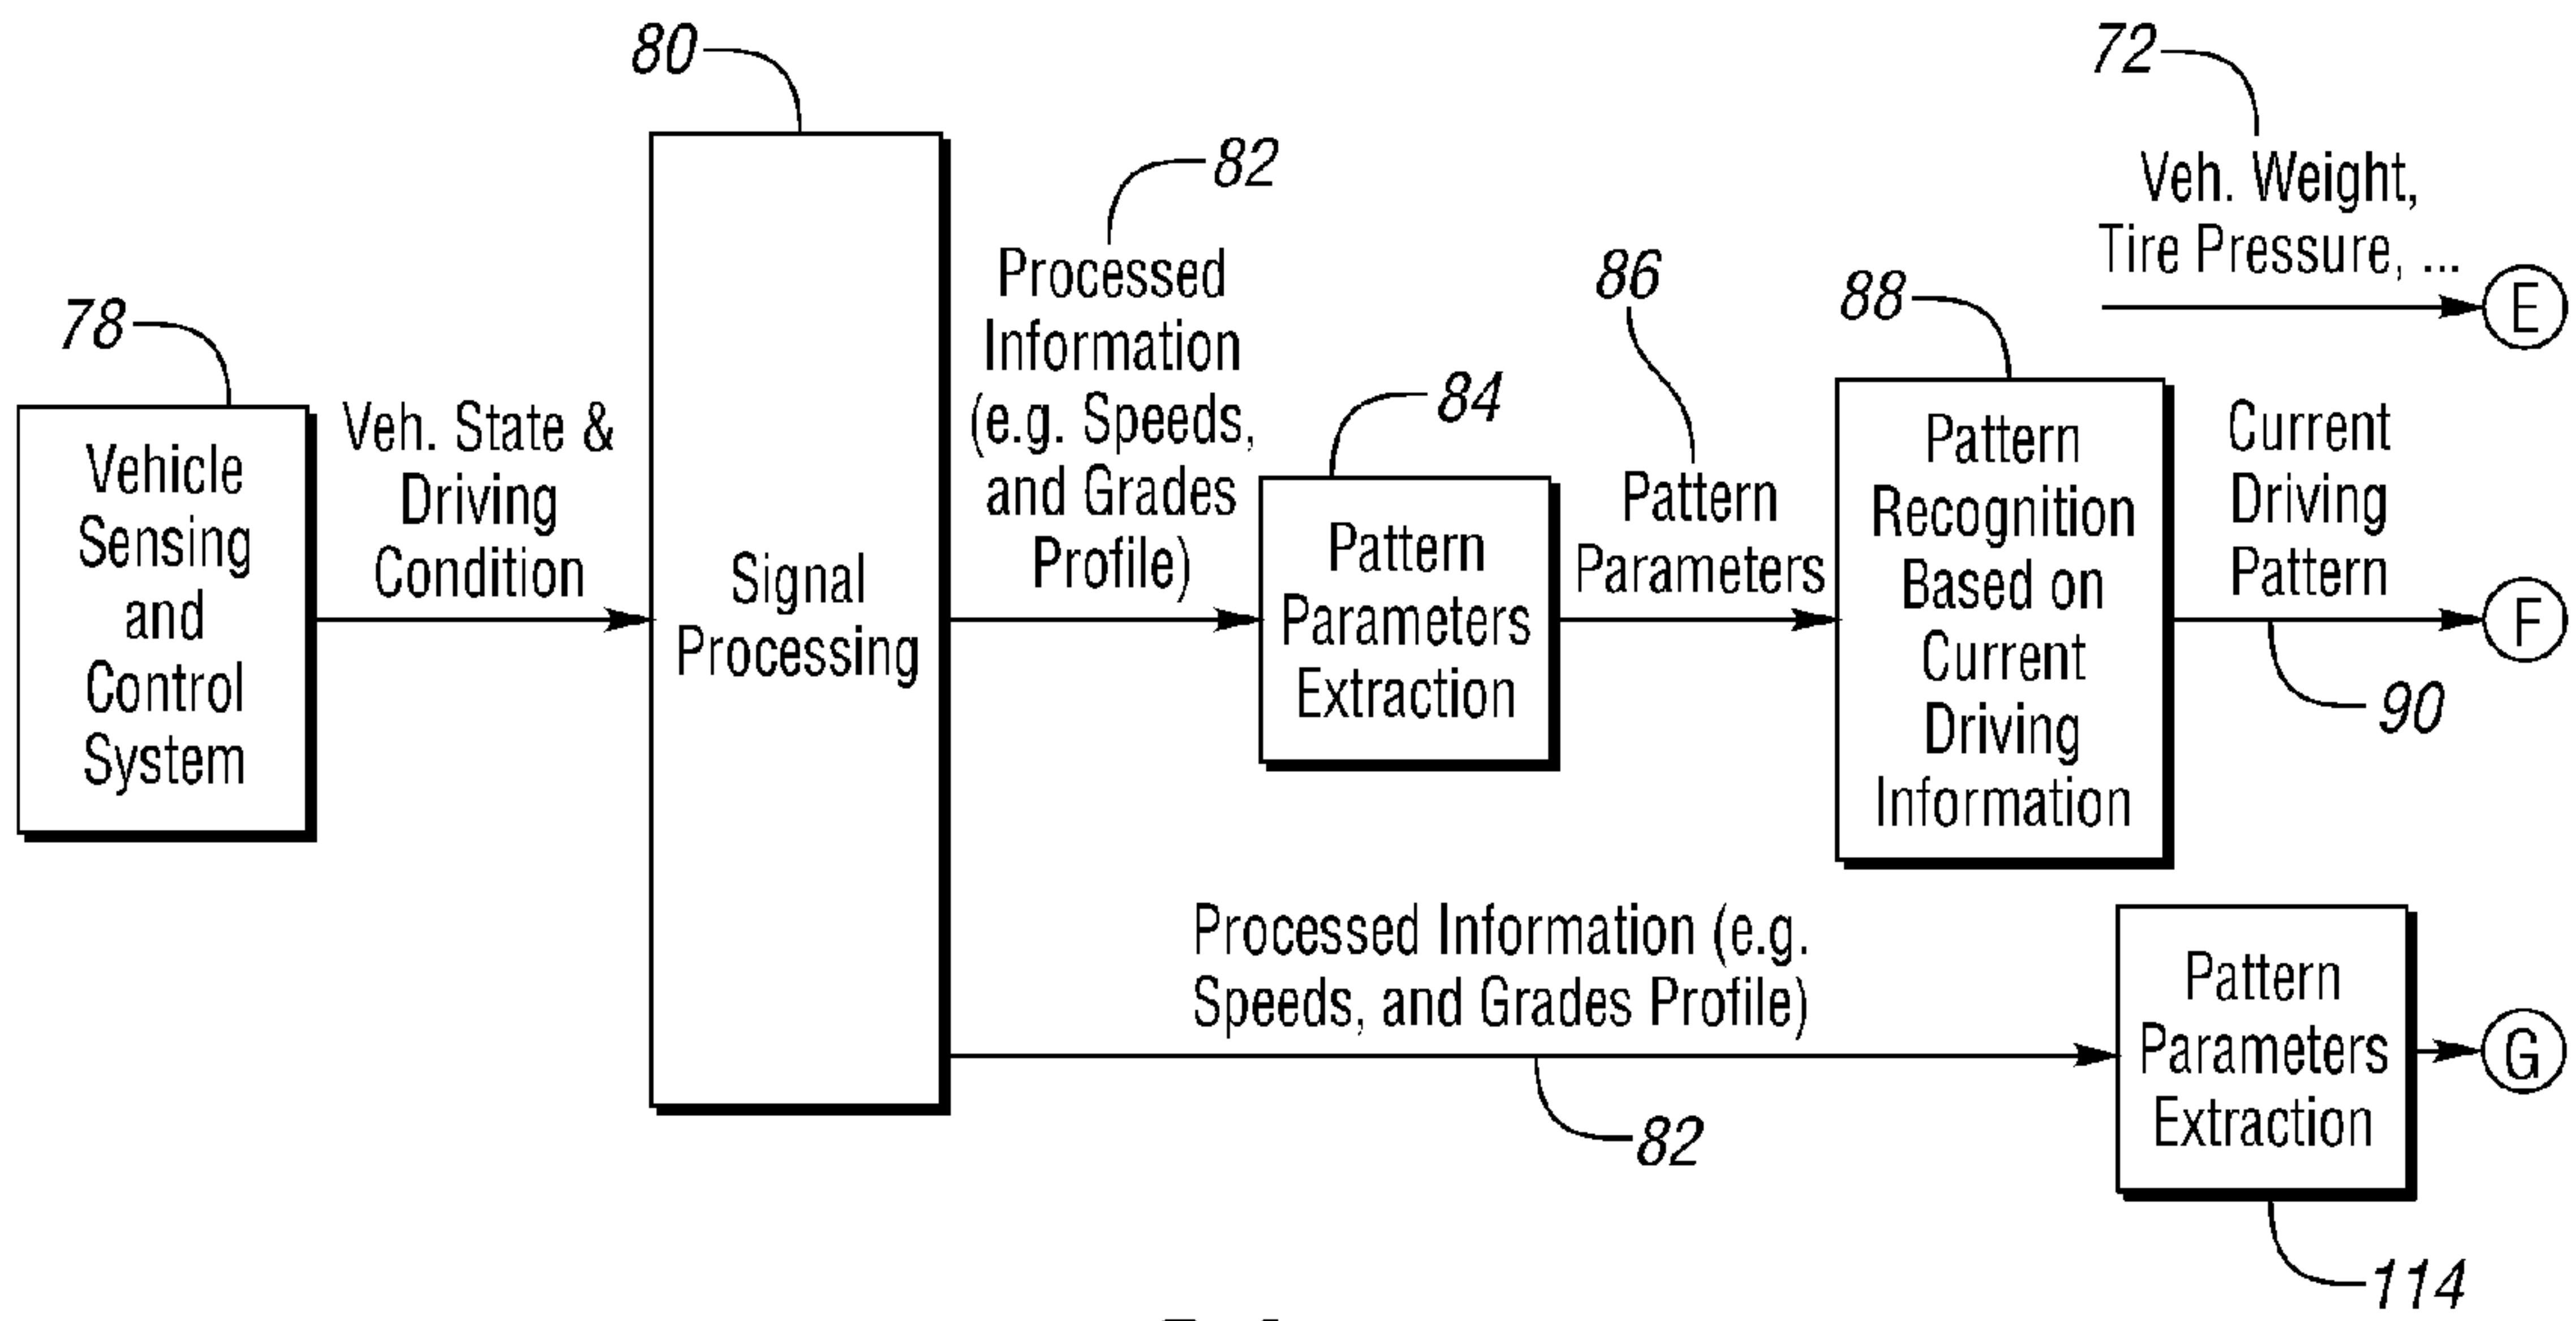 80
72
82
Veh. Weight,
Tire Pressure, ...
E
78
Vehicle
Sensing
and
Control
System
Veh. State &
Driving
Condition
Signal
Processing
Processed
Information
(e.g. Speeds,
and Grades
Profile)
84
Pattern
Parameters
Extraction
86
Pattern
Parameters
88
Pattern
Recognition
Based on
Current
Driving
Information
Current
Driving
Pattern
F
90
Processed Information (e.g.
Speeds, and Grades Profile)
82
Pattern
Parameters
Extraction
G
114